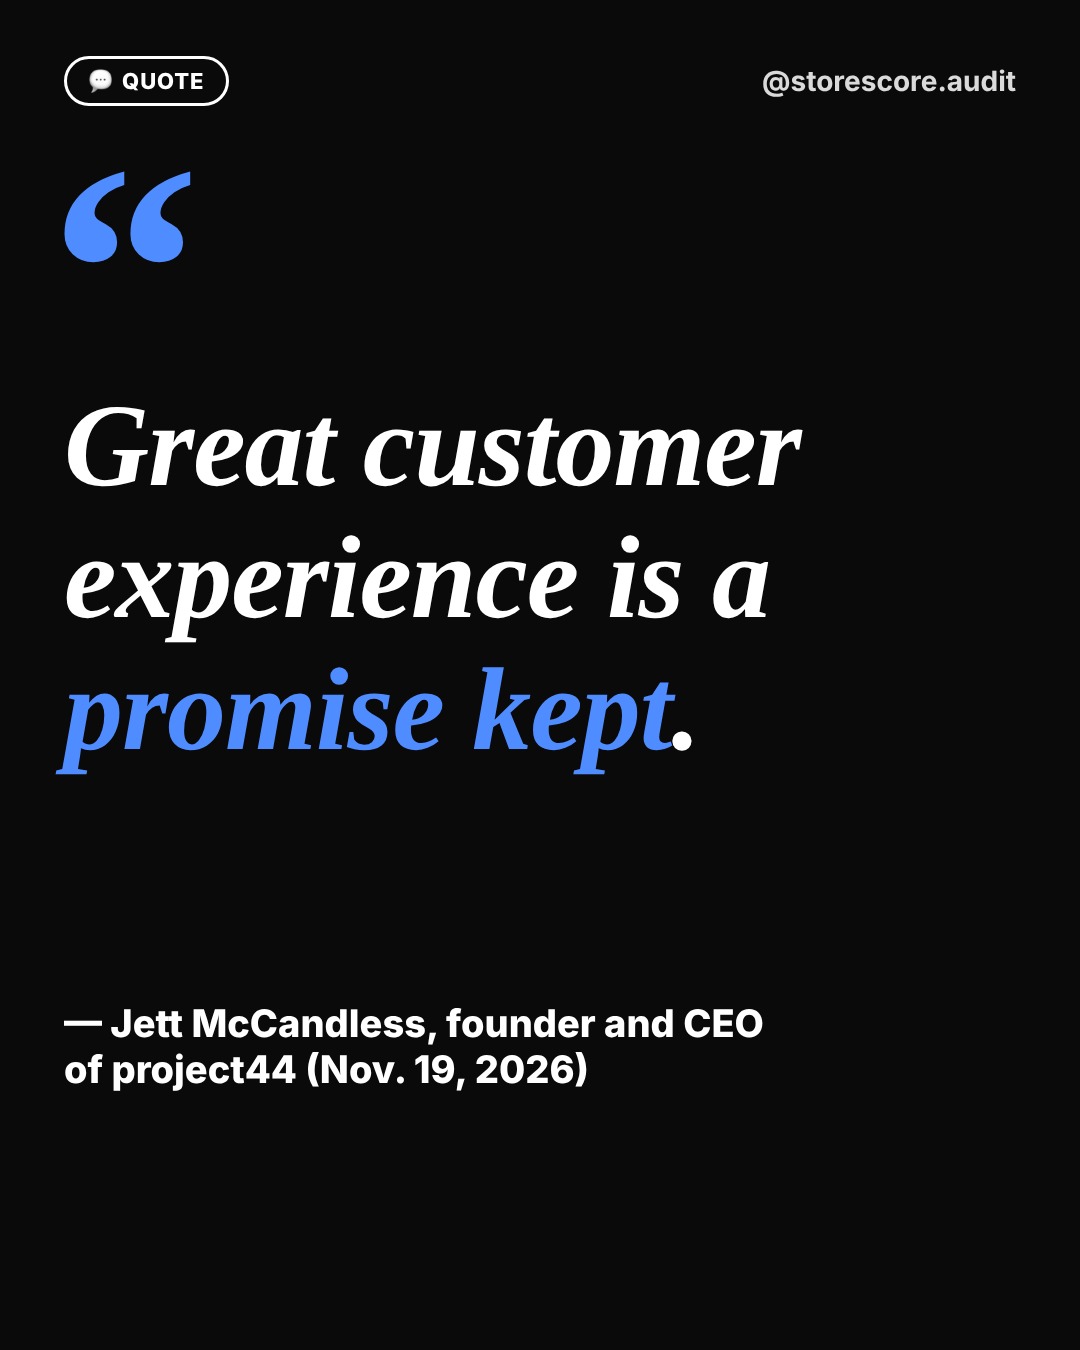 💬 QUOTE
@storescore.audit
“
Great customer
experience is a
promise kept.
— Jett McCandless, founder and CEO
of project44 (Nov. 19, 2026)